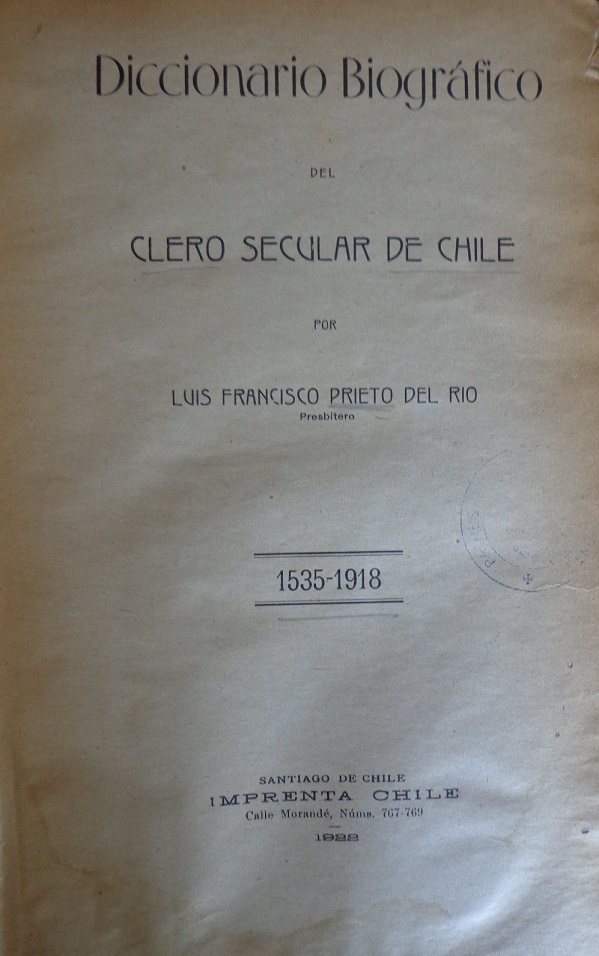 Diccionario Biográfico
DEL
CLERO SECULAR DE CHILE
POR
LUIS FRANCISCO PRIETO DEL RIO
Presbítero
1535-1918
SANTIAGO DE CHILE
IMPRENTA CHILE
Calle Morandé, Núms. 767-769
1922